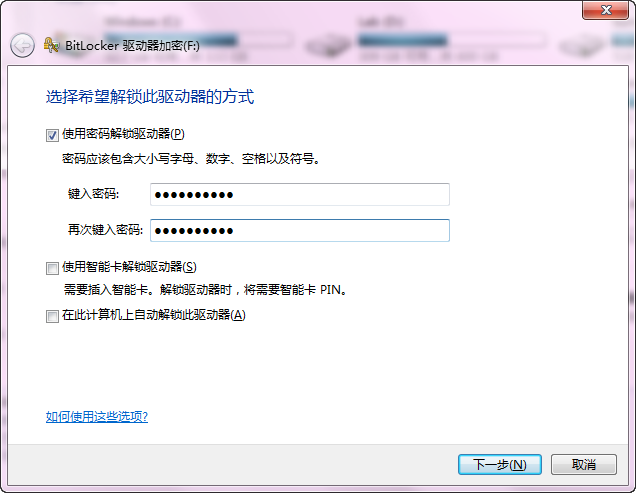 Windows (C:)
Lab (D:)
BitLocker 驱动器加密(F:)
选择希望解锁此驱动器的方式
使用密码解锁驱动器(P)
密码应该包含大小写字母、数字、空格以及符号。
键入密码: ●●●●●●●●●●
再次键入密码: ●●●●●●●●●●
使用智能卡解锁驱动器(S)
需要插入智能卡。解锁驱动器时，将需要智能卡 PIN。
在此计算机上自动解锁此驱动器(A)
如何使用这些选项?
下一步(N) 取消